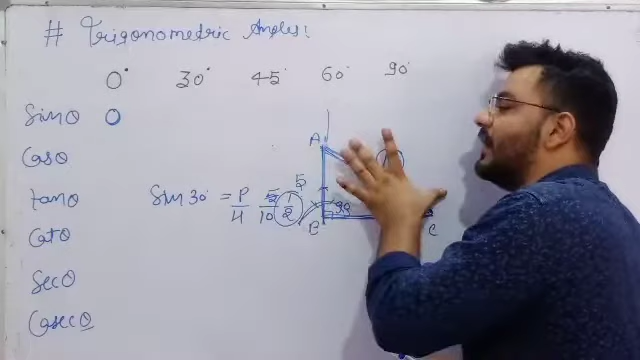 # Trigonometric Angles:
0° 30° 45° 60° 90°
Sinθ 0
Cosθ
tanθ
Cotθ
Secθ
Cosecθ
Sin 30° = P/H 5/10 1/2
A
5
90
B
C